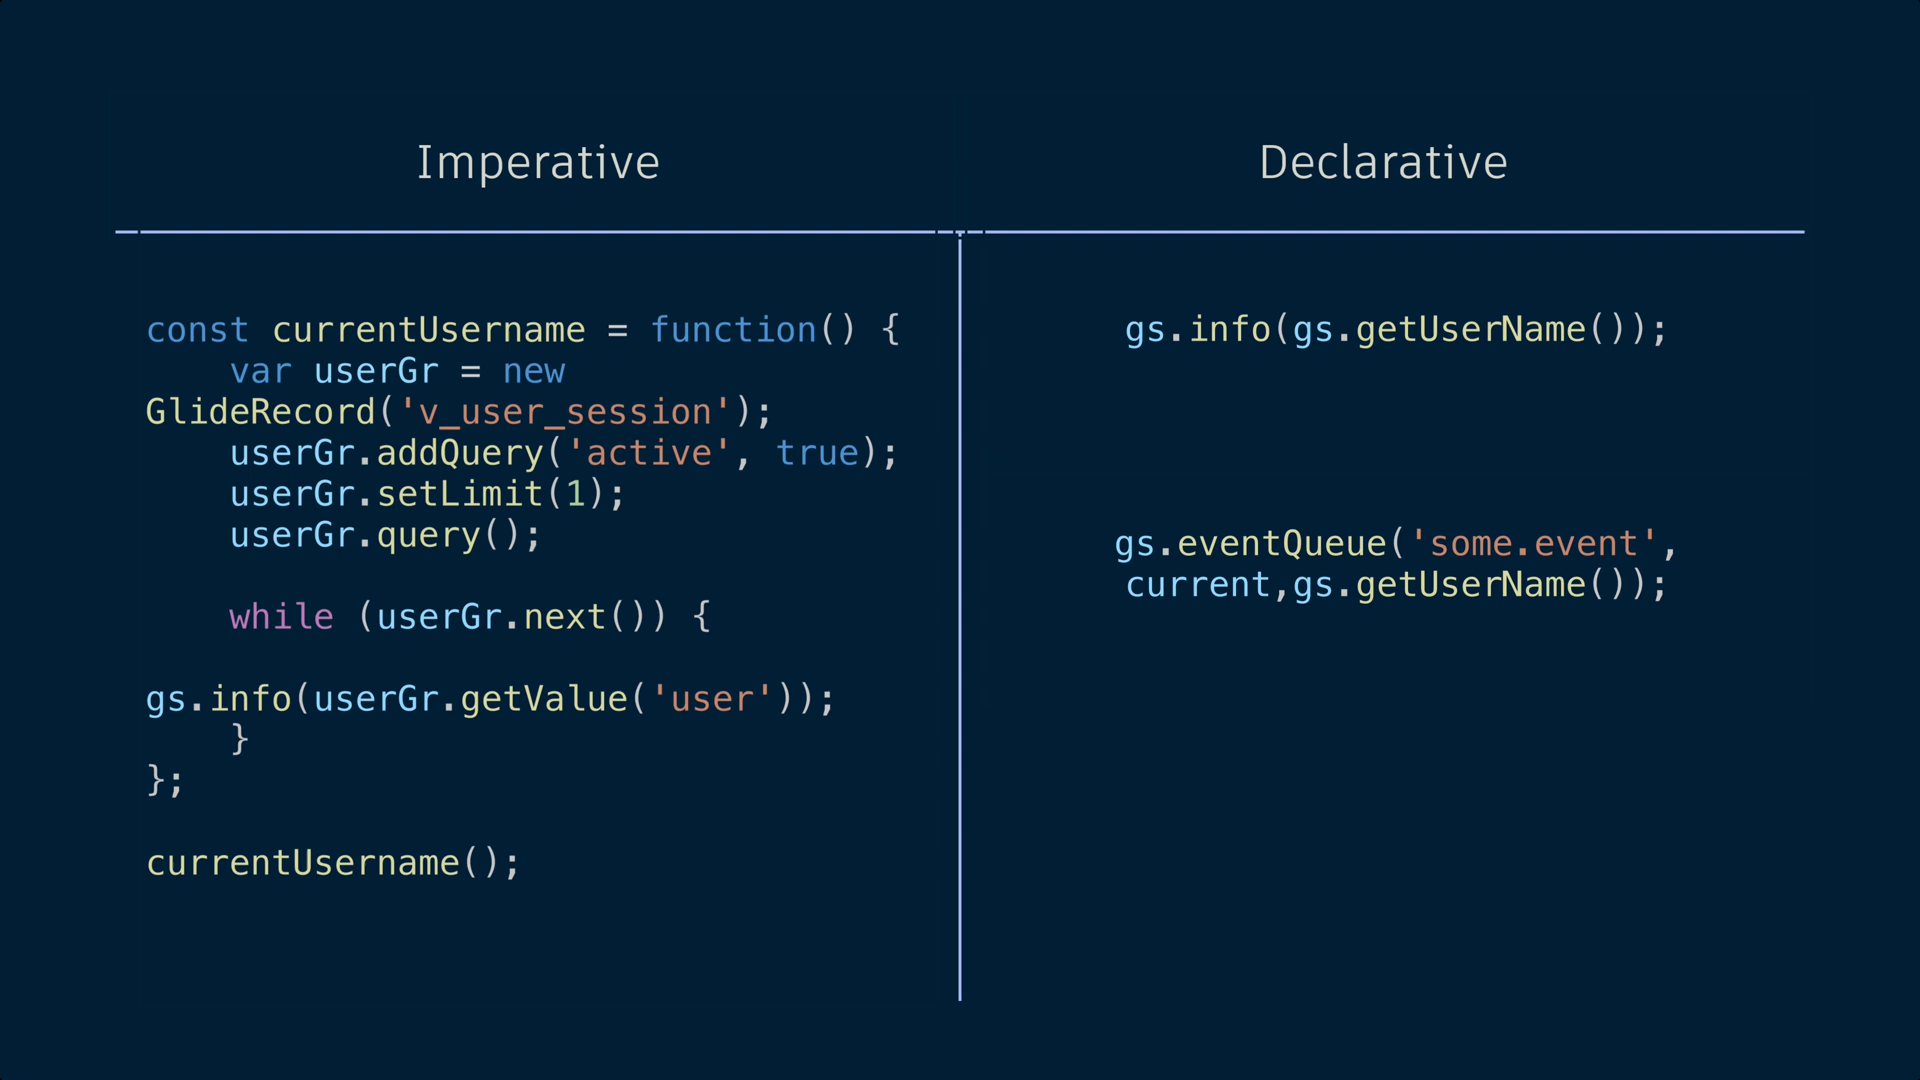 Imperative
Declarative
const currentUsername = function() {
    var userGr = new
GlideRecord('v_user_session');
    userGr.addQuery('active', true);
    userGr.setLimit(1);
    userGr.query();
    while (userGr.next()) {
gs.info(userGr.getValue('user'));
    }
};
currentUsername();
gs.info(gs.getUserName());
gs.eventQueue('some.event',
current,gs.getUserName());